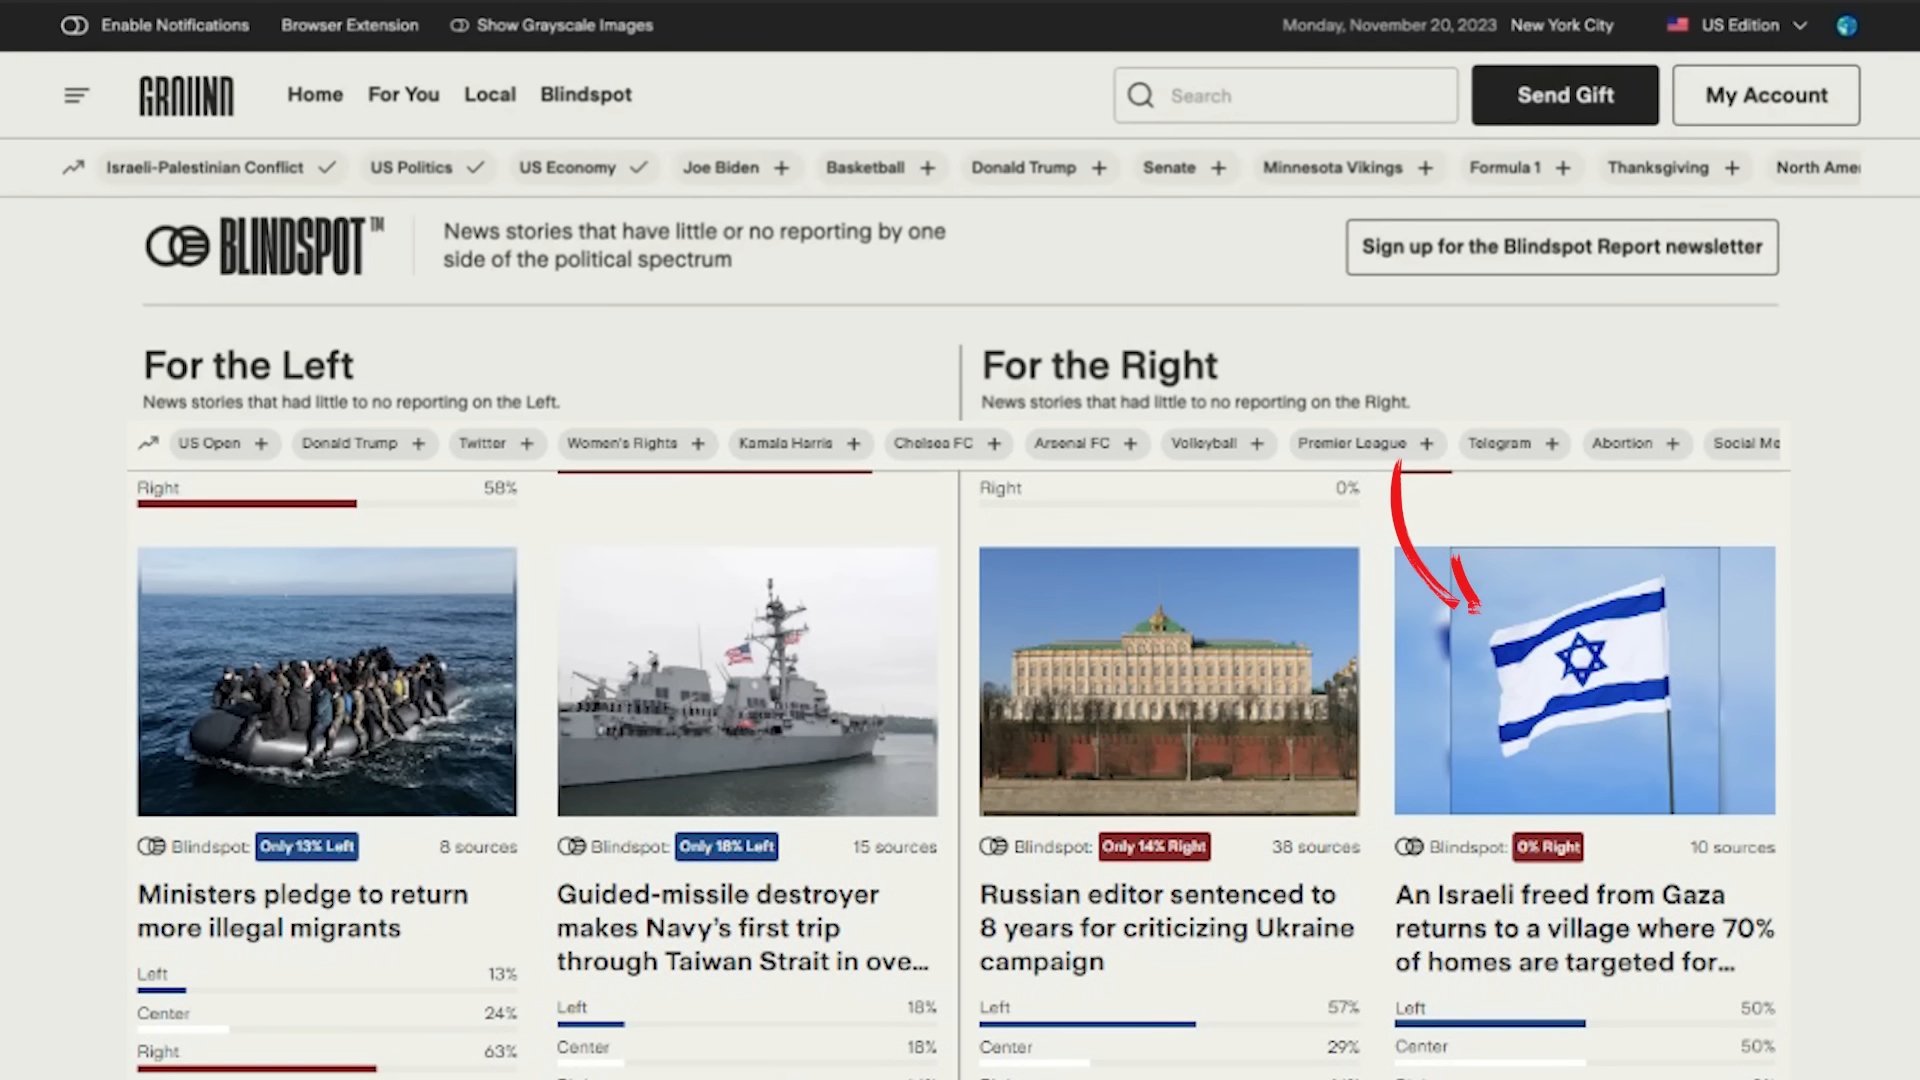 Enable Notifications Browser Extension Show Grayscale Images Monday, November 20, 2023 New York City US Edition
GROUND Home For You Local Blindspot Search Send Gift My Account
Israeli-Palestinian Conflict US Politics US Economy Joe Biden + Basketball + Donald Trump + Senate + Minnesota Vikings + Formula 1 + Thanksgiving + North Amer
BLINDSPOT™
News stories that have little or no reporting by one
side of the political spectrum
Sign up for the Blindspot Report newsletter
For the Left
News stories that had little to no reporting on the Left.
For the Right
News stories that had little to no reporting on the Right.
US Open + Donald Trump + Twitter + Women's Rights + Kamala Harris + Chelsea FC + Arsenal FC + Volleyball + Premier League + Telegram + Abortion + Social Me
Right 58%
Right 0%
Blindspot: Only 13% Left 8 sources
Ministers pledge to return
more illegal migrants
Left 13%
Center 24%
Right 63%
Blindspot: Only 18% Left 15 sources
Guided-missile destroyer
makes Navy's first trip
through Taiwan Strait in ove...
Left 18%
Center 18%
Blindspot: Only 14% Right 38 sources
Russian editor sentenced to
8 years for criticizing Ukraine
campaign
Left 57%
Center 29%
Blindspot: 0% Right 10 sources
An Israeli freed from Gaza
returns to a village where 70%
of homes are targeted for...
Left 50%
Center 50%